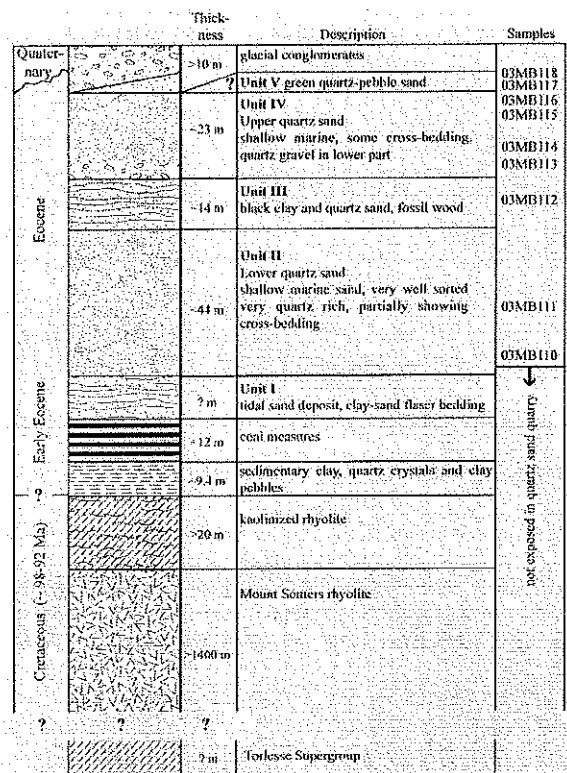 Thick-
ness
Description
Samples
Quater-
nary
>10 m
glacial conglomerates
?
Unit V green quartz-pebble sand
03MB118
03MB117
Unit IV
Upper quartz sand
shallow marine, some cross-bedding,
quartz gravel in lower part
~23 m
03MB116
03MB115
03MB114
03MB113
Eocene
Unit III
black clay and quartz sand, fossil wood
~14 m
03MB112
Unit II
Lower quartz sand
shallow marine sand, very well sorted
very quartz rich, partially showing
cross-bedding
~44 m
03MB111
03MB110
Early Eocene
Unit I
tidal sand deposit, clay-sand flaser bedding
? m
coal measures
~12 m
sedimentary clay, quartz crystals and clay
pebbles
~9.4 m
?
kaolinized rhyolite
>20 m
not exposed in quartz sand quarry
Cretaceous (~98-92 Ma)
Mount Somers rhyolite
>1400 m
?
?
?
? m
Torlesse Supergroup